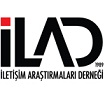 İLAD
1989
İLETİŞİM ARAŞTIRMALARI DERNEĞİ